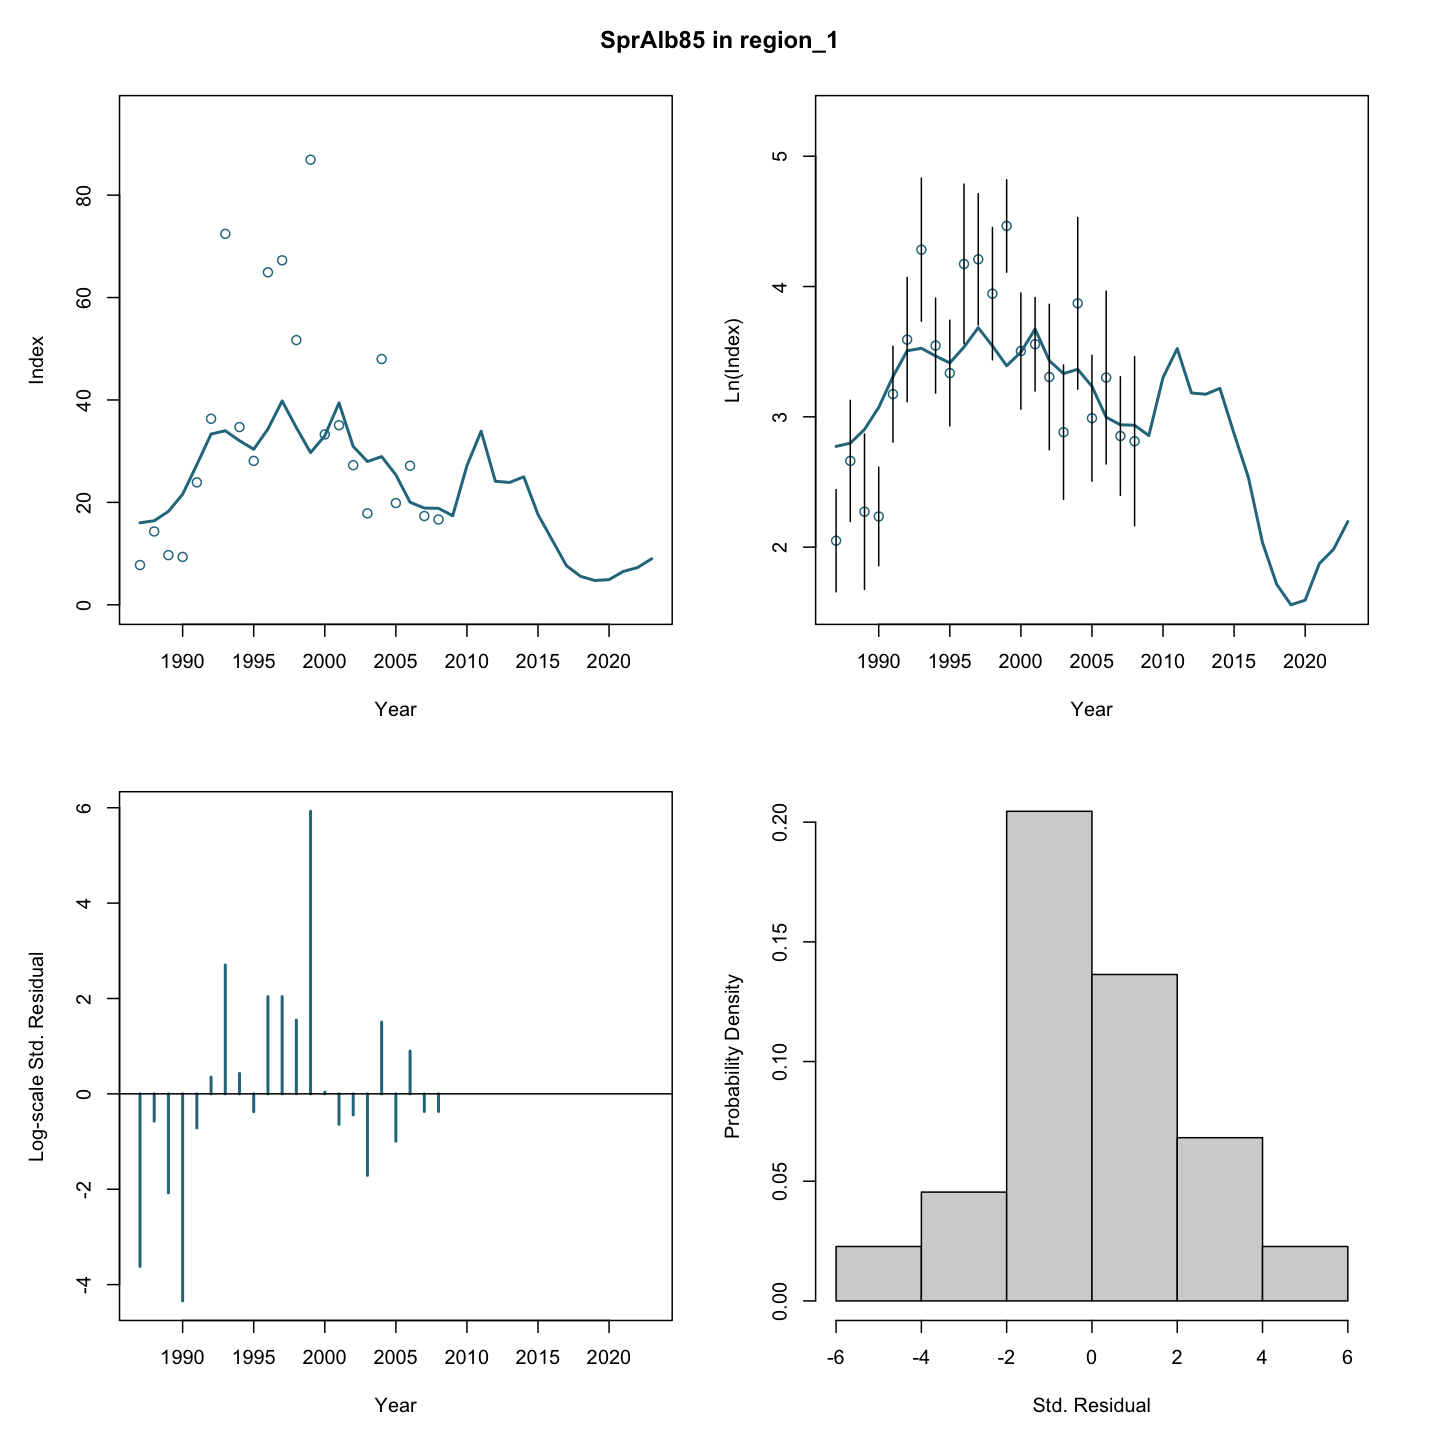 SprAlb85 in region_1
Index
0
20
40
60
80
1990 1995 2000 2005 2010 2015 2020
Year
Ln(Index)
2
3
4
5
1990 1995 2000 2005 2010 2015 2020
Year
Log-scale Std. Residual
-4
-2
0
2
4
6
1990 1995 2000 2005 2010 2015 2020
Year
Probability Density
0.00
0.05
0.10
0.15
0.20
-6 -4 -2 0 2 4 6
Std. Residual